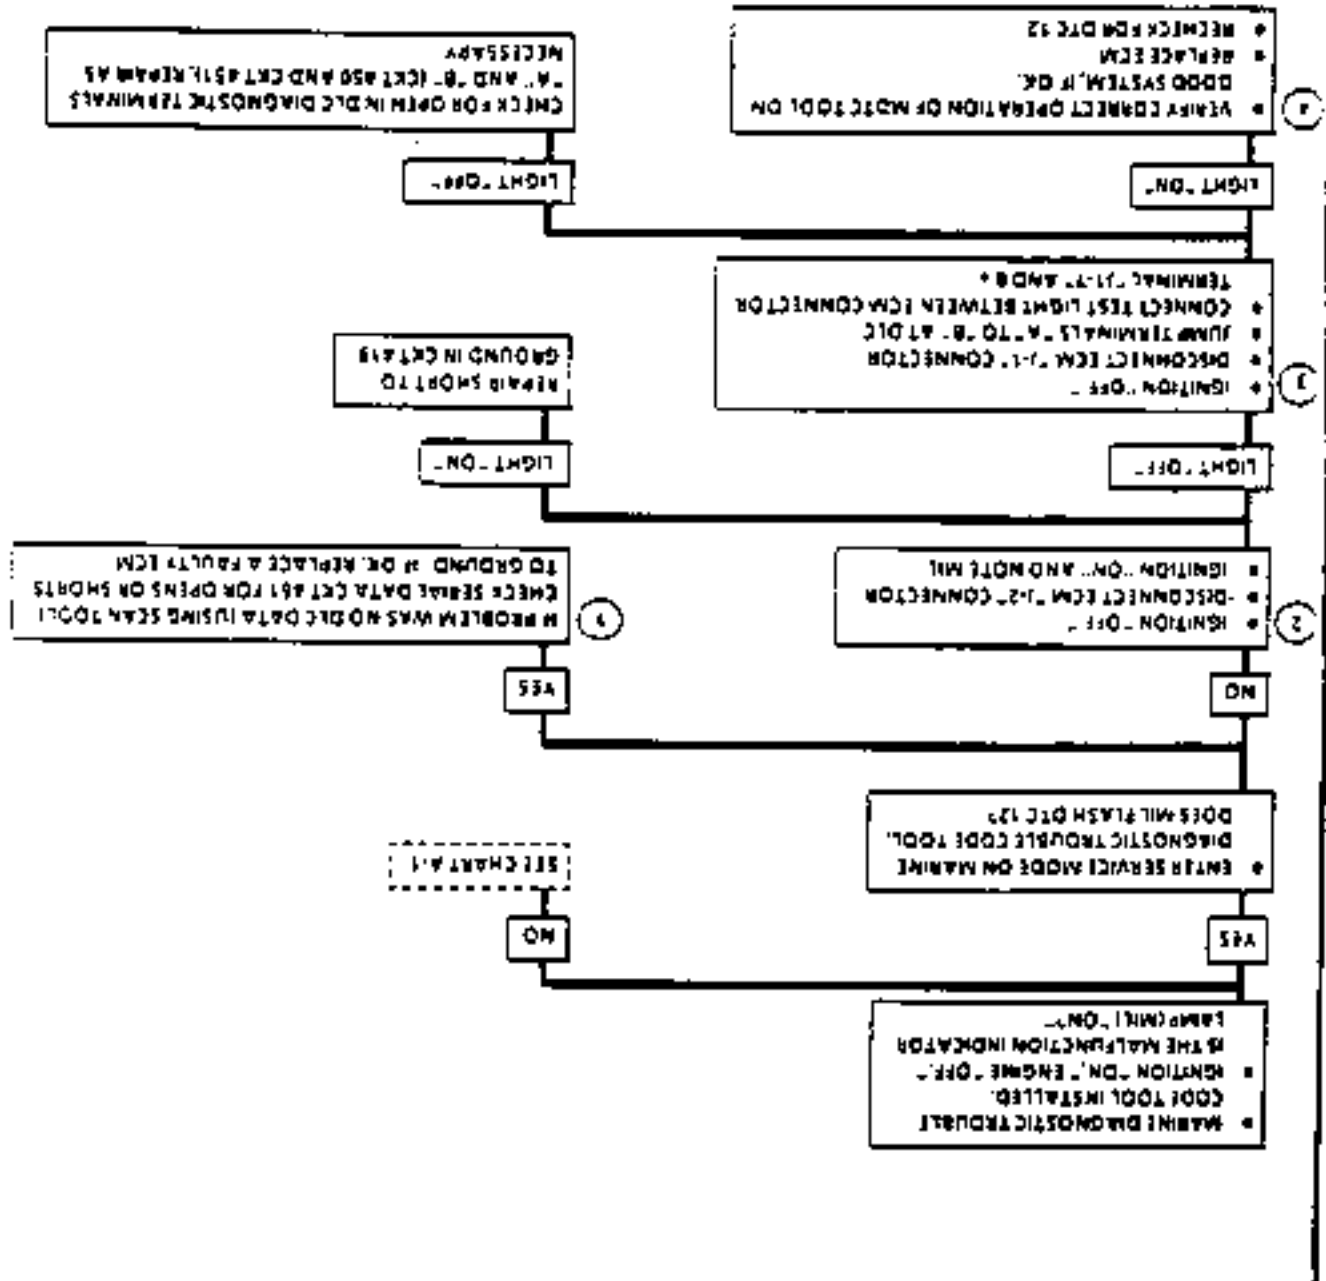 • MARINE DIAGNOSTIC TROUBLE
CODE TOOL INSTALLED.
• IGNITION "ON", ENGINE "OFF."
IS THE MALFUNCTION INDICATOR
LAMP (MIL) "ON?"
YES
NO
• ENTER SERVICE MODE ON MARINE
DIAGNOSTIC TROUBLE CODE TOOL.
DOES MIL FLASH DTC 12?
SEE CHART A-1
NO
YES
2
• IGNITION "OFF"
• DISCONNECT ECM "J-2" CONNECTOR
• IGNITION "ON" AND NOTE MIL
1
IF PROBLEM WAS NO DLC DATA (USING SCAN TOOL)
CHECK SERIAL DATA CKT 461 FOR OPENS OR SHORTS
TO GROUND. IF OK, REPLACE A FAULTY ECM
LIGHT "OFF"
LIGHT "ON"
3
• IGNITION "OFF"
• DISCONNECT ECM "J-1" CONNECTOR
• JUMP TERMINALS "A" TO "B" AT DLC
• CONNECT TEST LIGHT BETWEEN ECM CONNECTOR
TERMINAL "J1-7" AND B+
REPAIR SHORT TO
GROUND IN CKT 419
LIGHT "ON"
LIGHT "OFF"
4
• VERIFY CORRECT OPERATION OF MDTC TOOL ON
GOOD SYSTEM, IF OK,
• REPLACE ECM
• RECHECK FOR DTC 12
CHECK FOR OPEN IN DLC DIAGNOSTIC TERMINALS
"A" AND "B" (CKT 450 AND CKT 451), REPAIR AS
NECESSARY